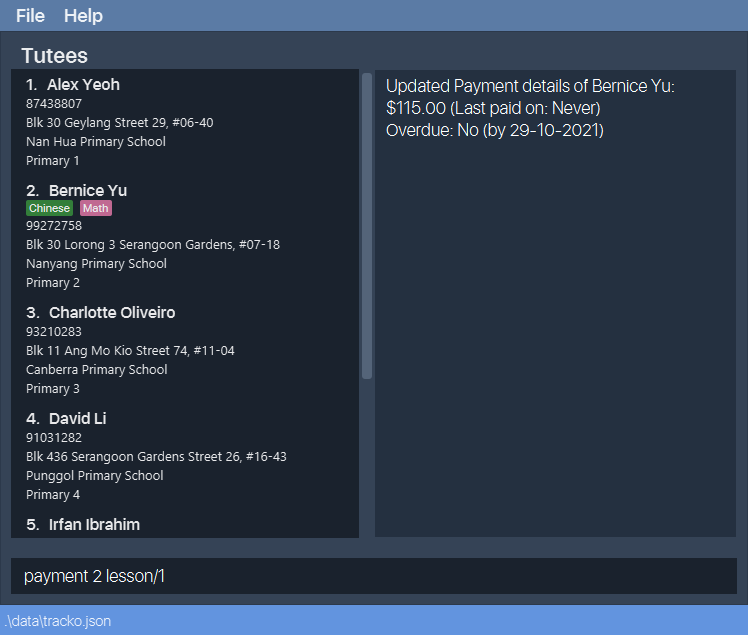 File Help
Tutees
1. Alex Yeoh
87438807
Blk 30 Geylang Street 29, #06-40
Nan Hua Primary School
Primary 1
2. Bernice Yu
Chinese Math
99272758
Blk 30 Lorong 3 Serangoon Gardens, #07-18
Nanyang Primary School
Primary 2
3. Charlotte Oliveiro
93210283
Blk 11 Ang Mo Kio Street 74, #11-04
Canberra Primary School
Primary 3
4. David Li
91031282
Blk 436 Serangoon Gardens Street 26, #16-43
Punggol Primary School
Primary 4
5. Irfan Ibrahim
Updated Payment details of Bernice Yu:
$115.00 (Last paid on: Never)
Overdue: No (by 29-10-2021)
payment 2 lesson/1
.\data\tracko.json